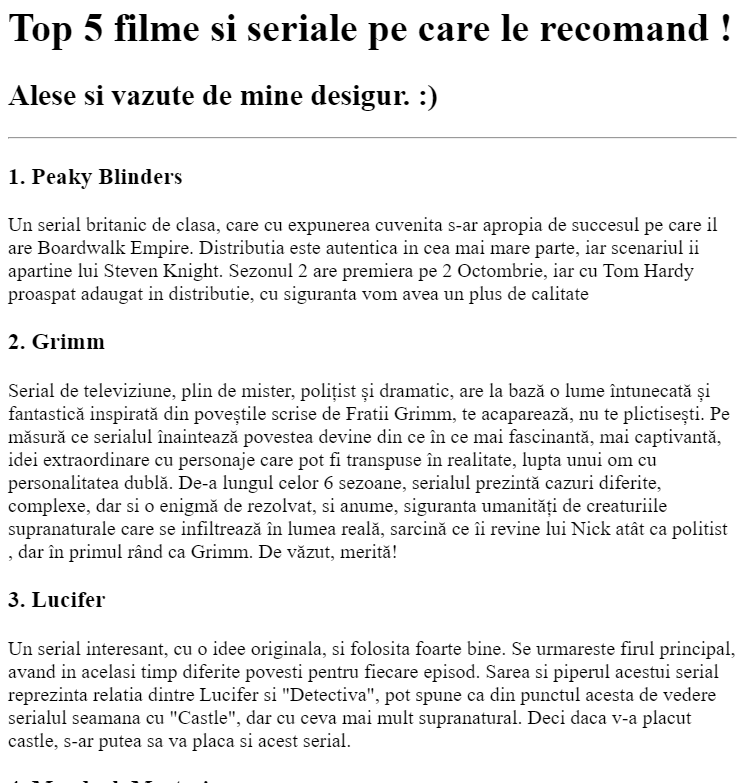 Top 5 filme si seriale pe care le recomand !
Alese si vazute de mine desigur. :)
1. Peaky Blinders
Un serial britanic de clasa, care cu expunerea cuvenita s-ar apropia de succesul pe care il
are Boardwalk Empire. Distributia este autentica in cea mai mare parte, iar scenariul ii
apartine lui Steven Knight. Sezonul 2 are premiera pe 2 Octombrie, iar cu Tom Hardy
proaspat adaugat in distributie, cu siguranta vom avea un plus de calitate
2. Grimm
Serial de televiziune, plin de mister, polițist și dramatic, are la bază o lume întunecată și
fantastică inspirată din poveștile scrise de Fratii Grimm, te acaparează, nu te plictisești. Pe
măsură ce serialul înaintează povestea devine din ce în ce mai fascinantă, mai captivantă,
idei extraordinare cu personaje care pot fi transpuse în realitate, lupta unui om cu
personalitatea dublă. De-a lungul celor 6 sezoane, serialul prezintă cazuri diferite,
complexe, dar si o enigmă de rezolvat, si anume, siguranta umanități de creaturiile
supranaturale care se infiltrează în lumea reală, sarcină ce îi revine lui Nick atât ca politist
, dar în primul rând ca Grimm. De văzut, merită!
3. Lucifer
Un serial interesant, cu o idee originala, si folosita foarte bine. Se urmareste firul principal,
avand in acelasi timp diferite povesti pentru fiecare episod. Sarea si piperul acestui serial
reprezinta relatia dintre Lucifer si "Detectiva", pot spune ca din punctul acesta de vedere
serialul seamana cu "Castle", dar cu ceva mai mult supranatural. Deci daca v-a placut
castle, s-ar putea sa va placa si acest serial.